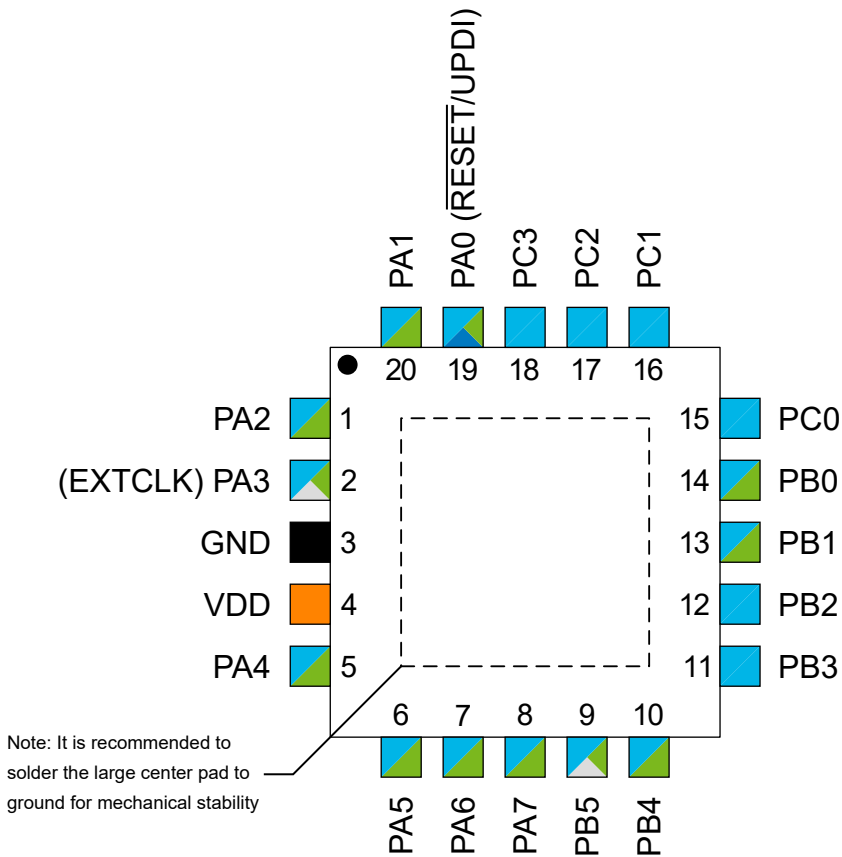 PA0 (RESET/UPDI)
PA1
PC3
PC2
PC1
20
19
18
17
16
PA2
1
(EXTCLK) PA3
2
GND
3
VDD
4
PA4
5
15
PC0
14
PB0
13
PB1
12
PB2
11
PB3
6
7
8
9
10
PA5
PA6
PA7
PB5
PB4
Note: It is recommended to
solder the large center pad to
ground for mechanical stability